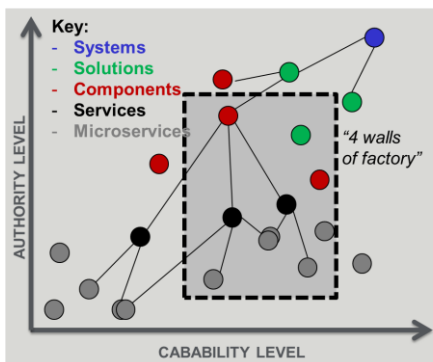 Key:
- Systems
- Solutions
- Components
- Services
- Microservices
"4 walls
of factory"
AUTHORITY LEVEL
CABABILITY LEVEL